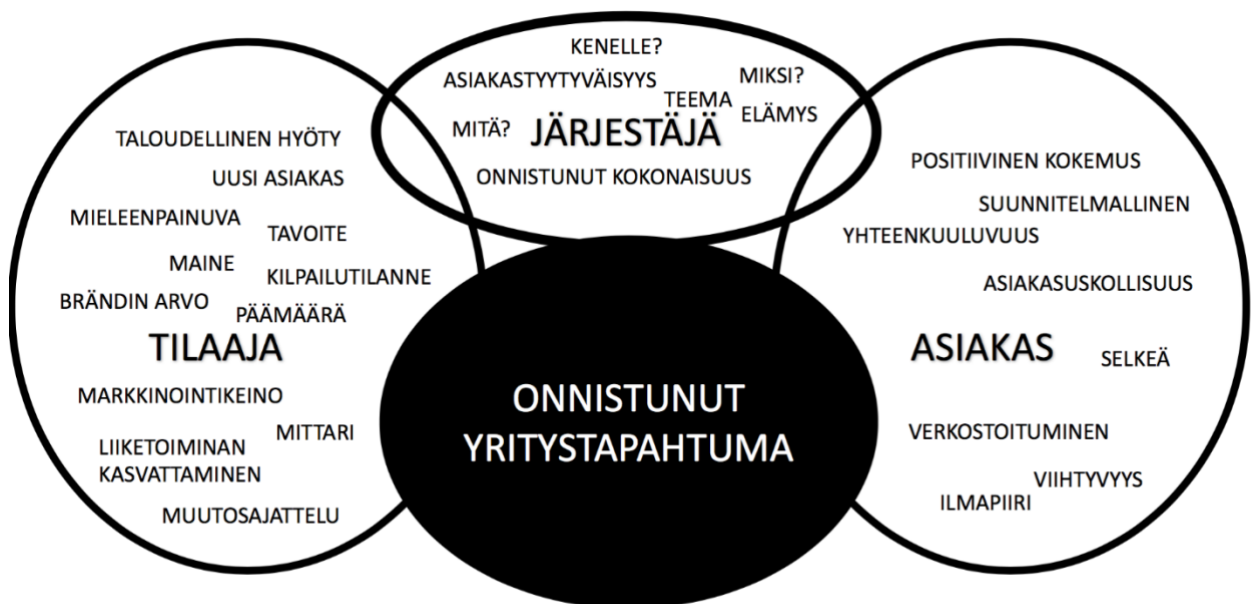 KENELLE?
ASIAKASTYYTYVÄISYYS
MIKSI?
TEEMA
ELÄMYS
MITÄ?
JÄRJESTÄJÄ
ONNISTUNUT KOKONAISUUS
TALOUDELLINEN HYÖTY
UUSI ASIAKAS
MIELEENPAINUVA
TAVOITE
MAINE
KILPAILUTILANNE
BRÄNDIN ARVO
PÄÄMÄÄRÄ
TILAAJA
MARKKINOINTIKEINO
MITTARI
LIIKETOIMINAN
KASVATTAMINEN
MUUTOSAJATTELU
ONNISTUNUT
YRITYSTAPAHTUMA
POSITIIVINEN KOKEMUS
SUUNNITELMALLINEN
YHTEENKUULUVUUS
ASIAKASUSKOLLISUUS
ASIAKAS
SELKEÄ
VERKOSTOITUMINEN
VIIHTYVYYS
ILMAPIIRI